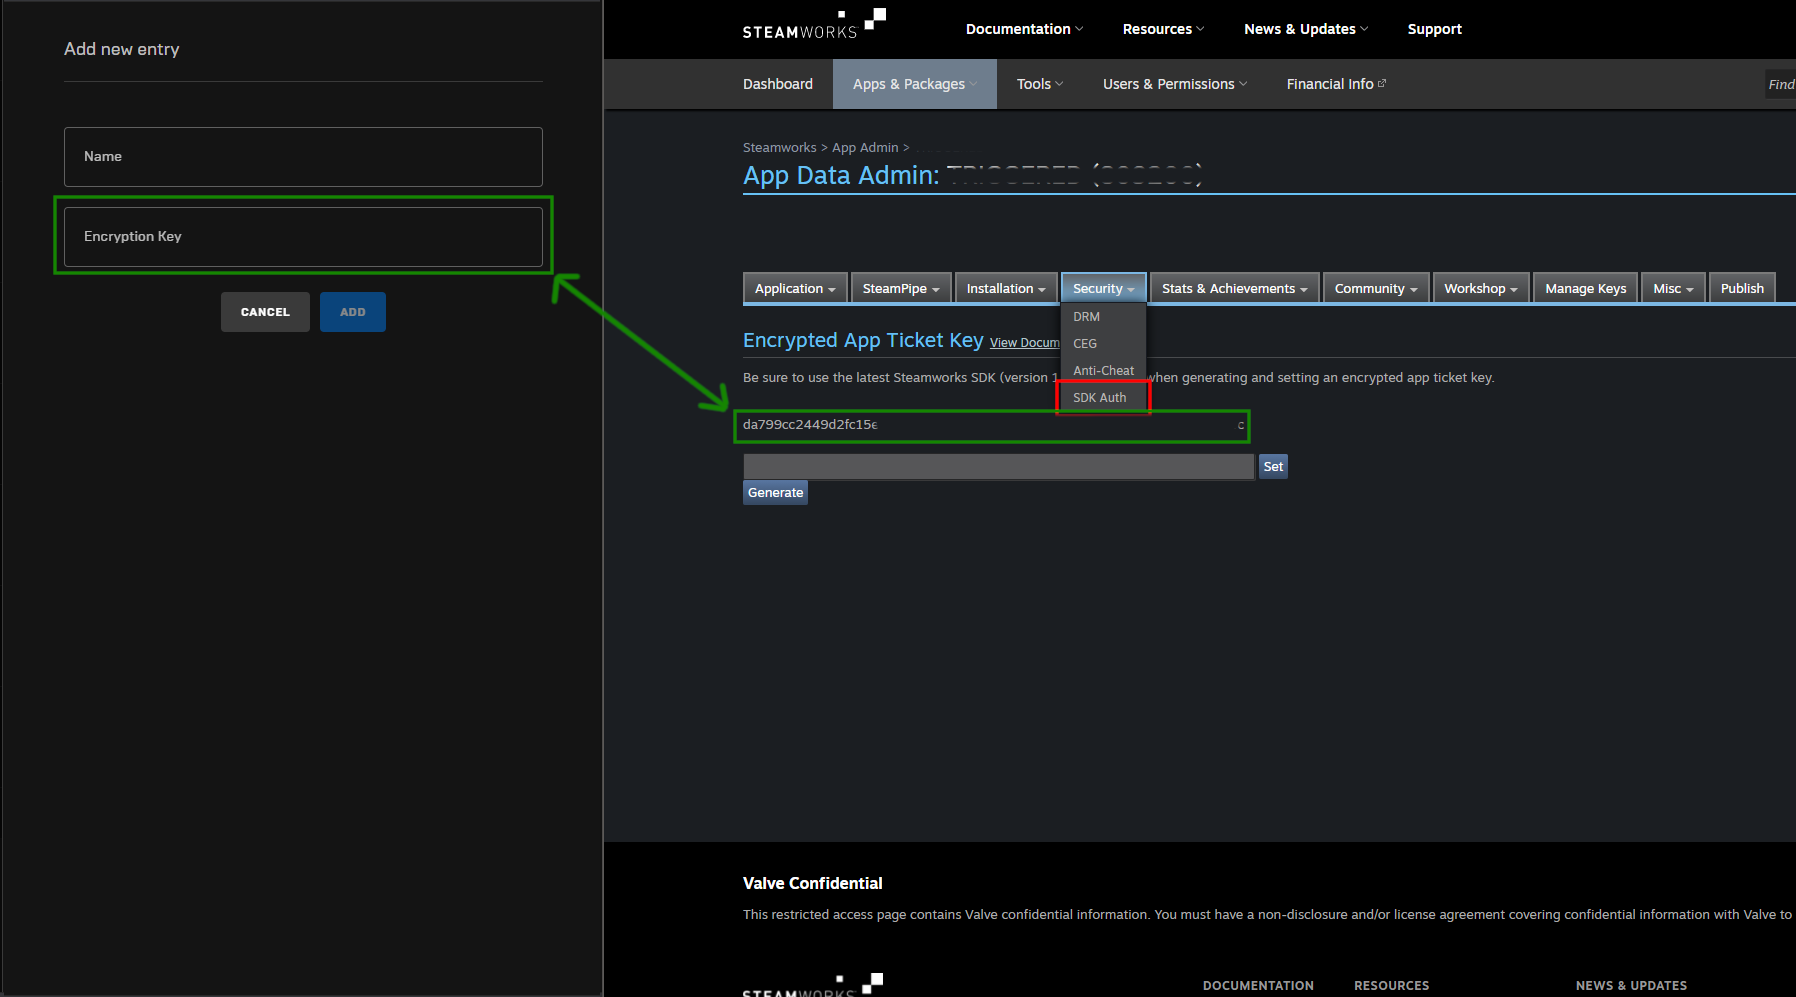 Add new entry
Name
Encryption Key
CANCEL
ADD
STEAMWORKS
Documentation
Resources
News & Updates
Support
Dashboard
Apps & Packages
Tools
Users & Permissions
Financial Info
Find
Steamworks > App Admin >
App Data Admin:
Application
SteamPipe
Installation
Security
Stats & Achievements
Community
Workshop
Manage Keys
Misc
Publish
DRM
CEG
Anti-Cheat
SDK Auth
Encrypted App Ticket Key View Docum
Be sure to use the latest Steamworks SDK (version 1 when generating and setting an encrypted app ticket key.
da799cc2449d2fc15e c
Set
Generate
Valve Confidential
This restricted access page contains Valve confidential information. You must have a non-disclosure and/or license agreement covering confidential information with Valve to
STEAMWORKS
DOCUMENTATION
RESOURCES
NEWS & UPDATES